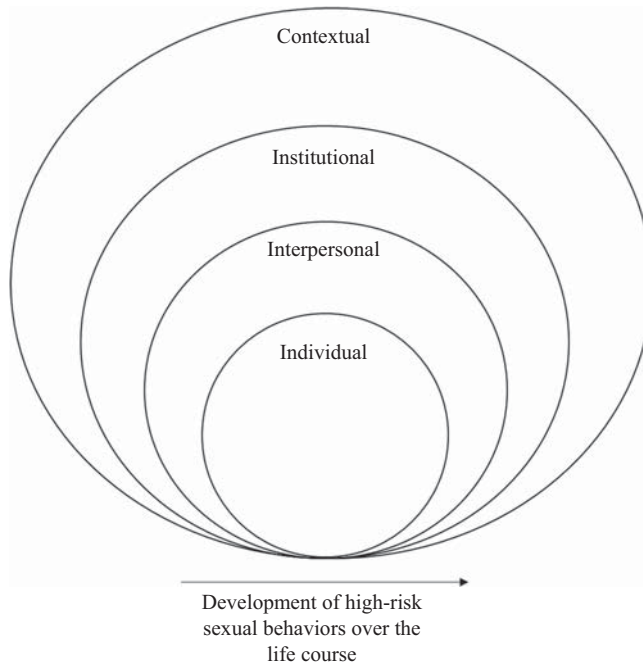 Contextual
Institutional
Interpersonal
Individual
Development of high-risk
sexual behaviors over the
life course